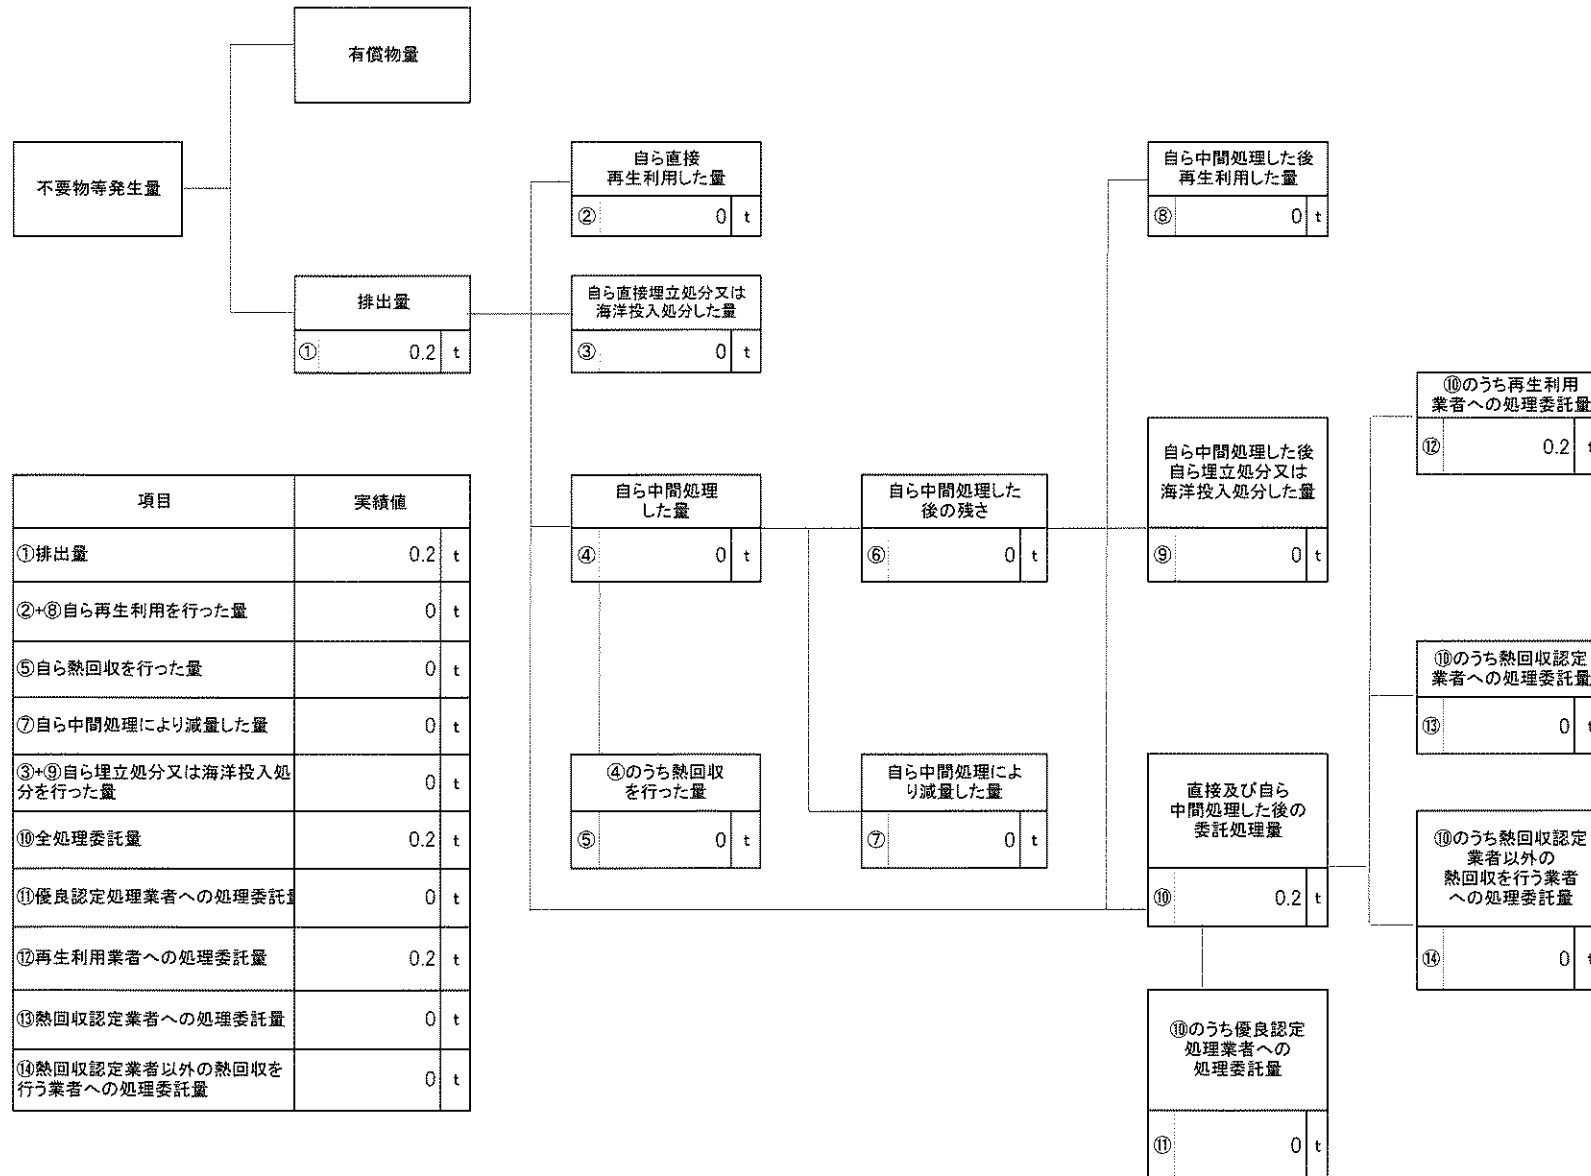 有償物量
不要物等発生量
排出量
① 0.2 t
自ら直接
再生利用した量
② 0 t
自ら直接埋立処分又は
海洋投入処分した量
③ 0 t
自ら中間処理
した量
④ 0 t
④のうち熱回収
を行った量
⑤ 0 t
自ら中間処理した
後の残さ
⑥ 0 t
自ら中間処理によ
り減量した量
⑦ 0 t
自ら中間処理した後
再生利用した量
⑧ 0 t
自ら中間処理した後
自ら埋立処分又は
海洋投入処分した量
⑨ 0 t
直接及び自ら
中間処理した後の
委託処理量
⑩ 0.2 t
⑩のうち優良認定
処理業者への
処理委託量
⑪ 0 t
⑩のうち再生利用
業者への処理委託量
⑫ 0.2 t
⑩のうち熱回収認定
業者への処理委託量
⑬ 0 t
⑩のうち熱回収認定
業者以外の
熱回収を行う業者
への処理委託量
⑭ 0 t
項目 実績値
①排出量 0.2 t
②+⑧自ら再生利用を行った量 0 t
⑤自ら熱回収を行った量 0 t
⑦自ら中間処理により減量した量 0 t
③+⑨自ら埋立処分又は海洋投入処
分を行った量 0 t
⑩全処理委託量 0.2 t
⑪優良認定処理業者への処理委託量 0 t
⑫再生利用業者への処理委託量 0.2 t
⑬熱回収認定業者への処理委託量 0 t
⑭熱回収認定業者以外の熱回収を
行う業者への処理委託量 0 t